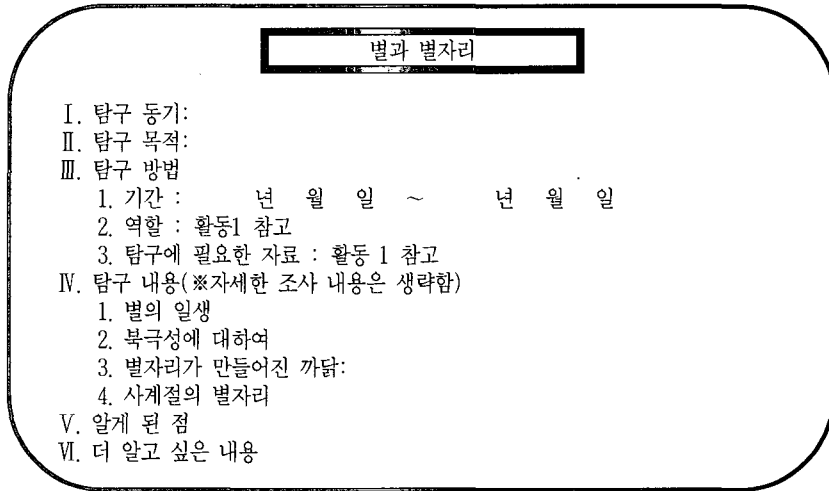 별과 별자리
Ⅰ. 탐구 동기:
Ⅱ. 탐구 목적:
Ⅲ. 탐구 방법
1. 기간 : 년 월 일 ~ 년 월 일
2. 역할 : 활동1 참고
3. 탐구에 필요한 자료 : 활동 1 참고
Ⅳ. 탐구 내용(※자세한 조사 내용은 생략함)
1. 별의 일생
2. 북극성에 대하여
3. 별자리가 만들어진 까닭:
4. 사계절의 별자리
Ⅴ. 알게 된 점
Ⅵ. 더 알고 싶은 내용